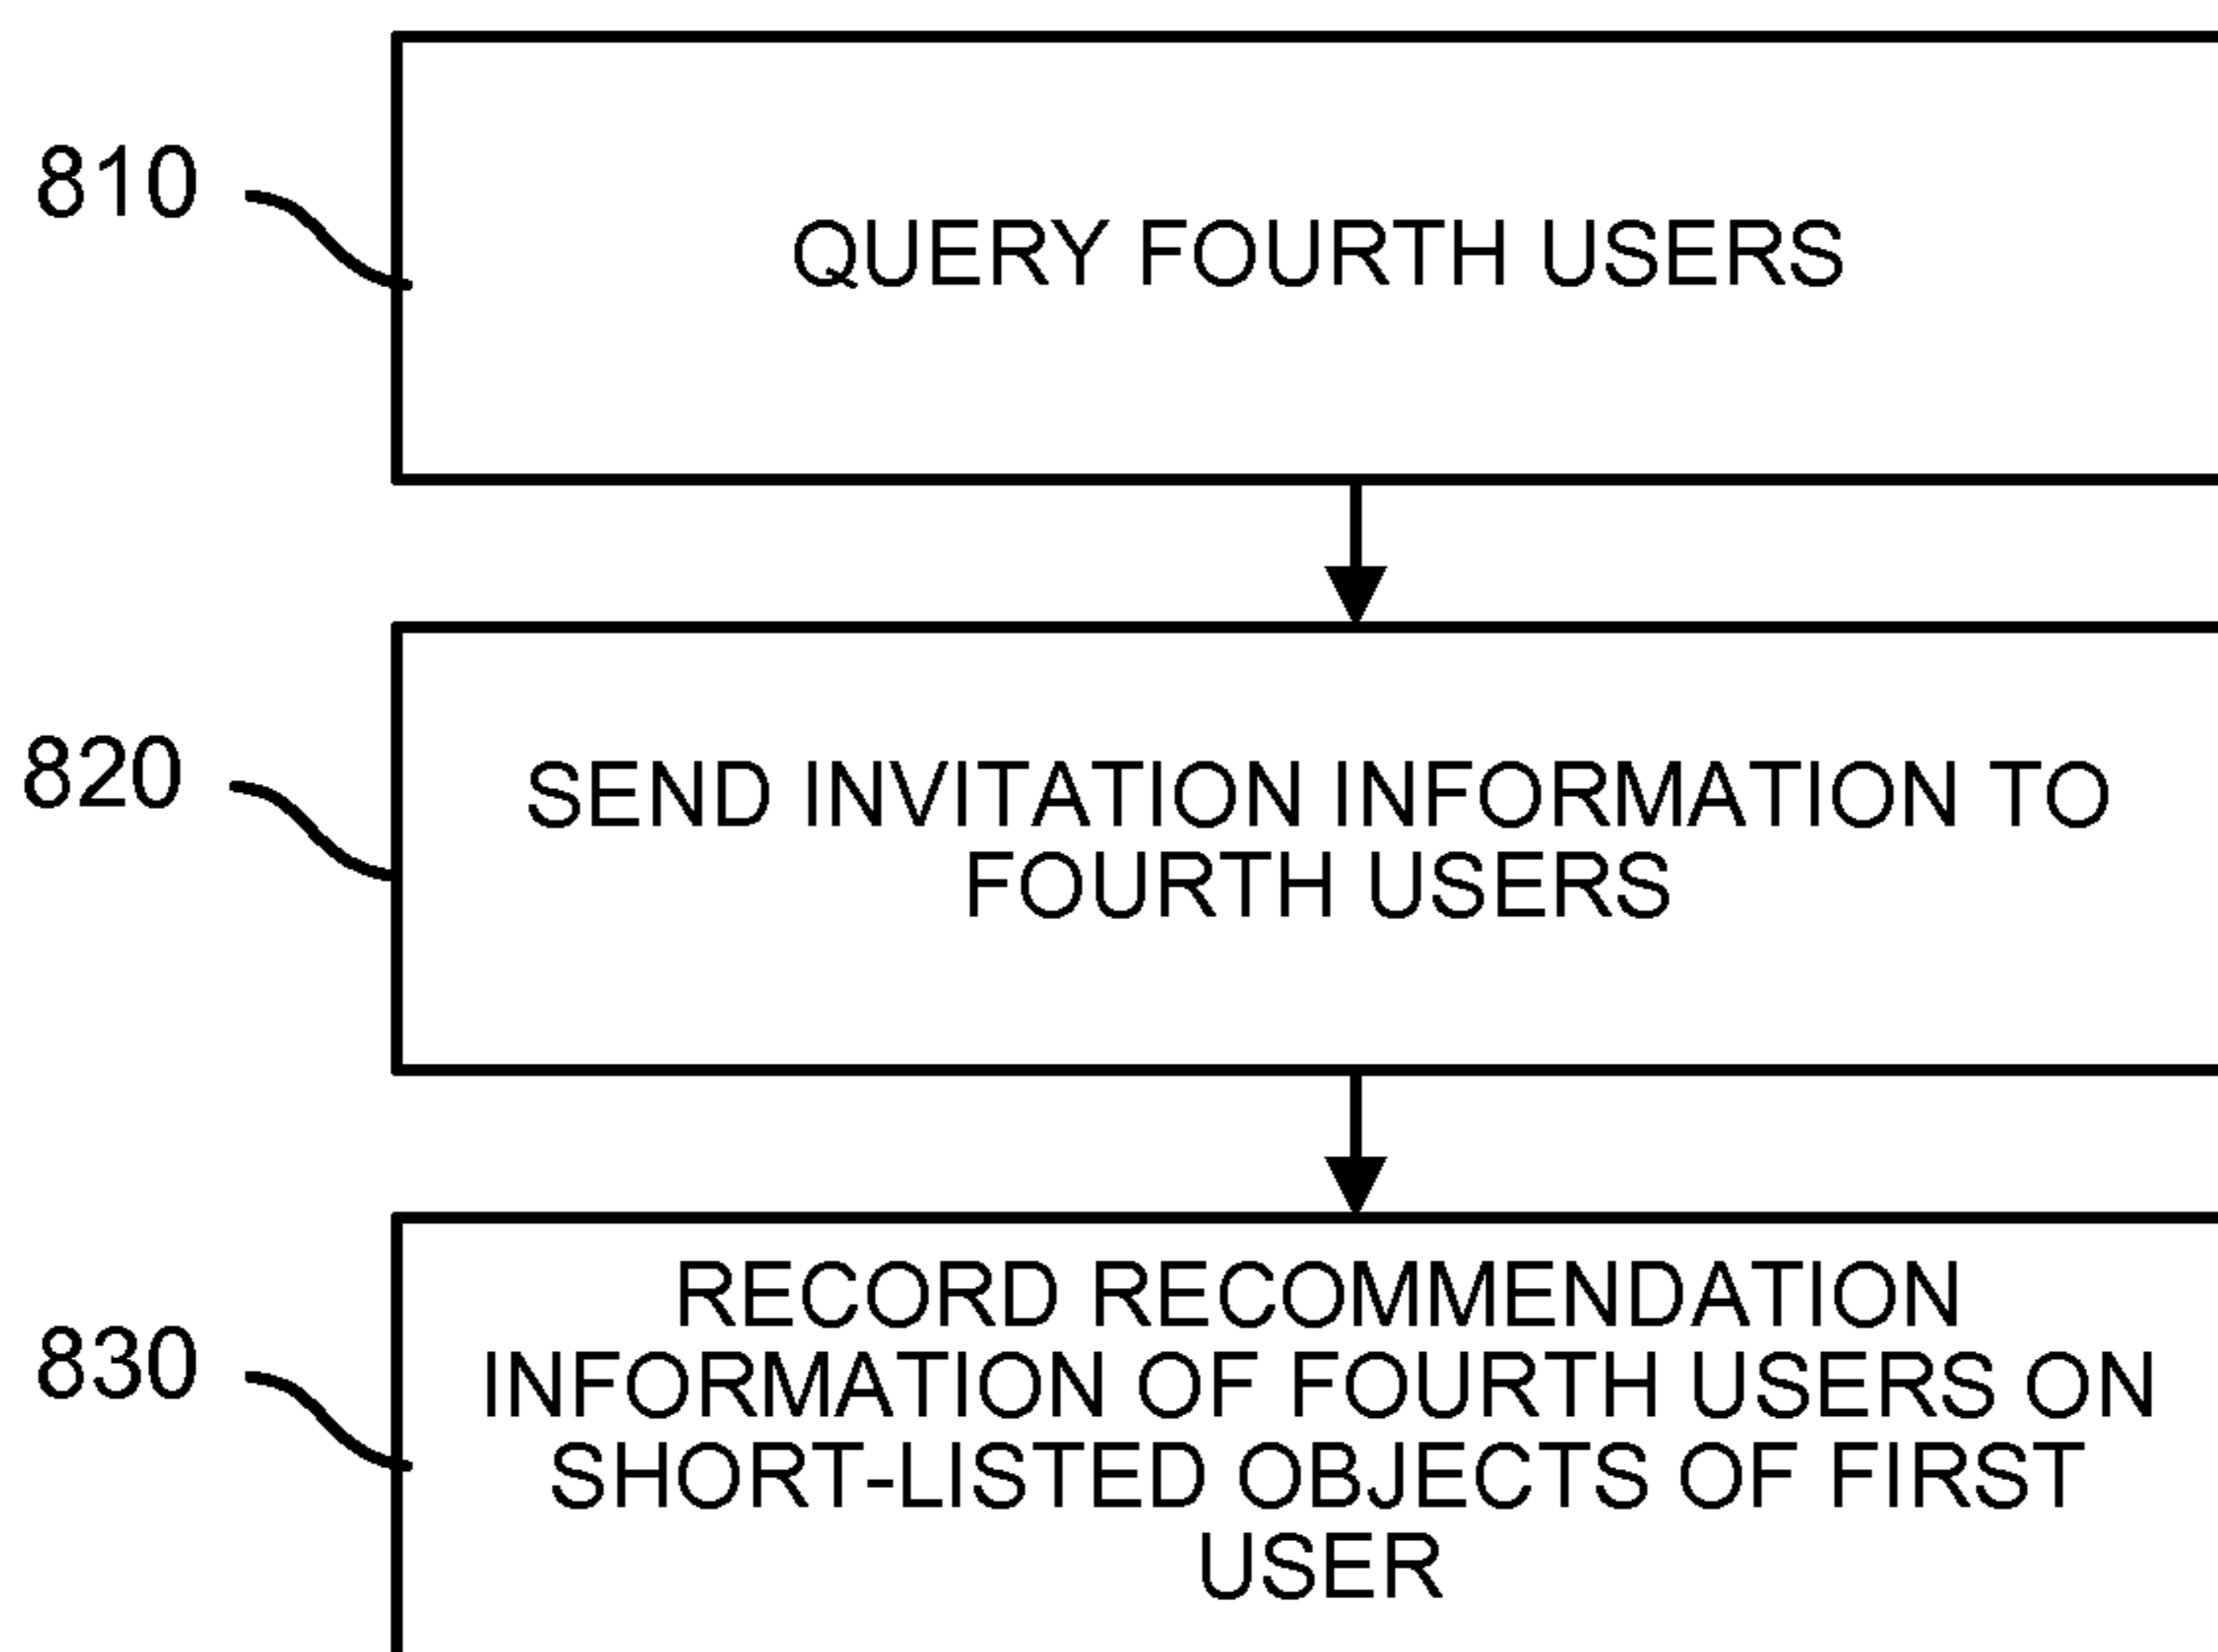 810
QUERY FOURTH USERS
820
SEND INVITATION INFORMATION TO
FOURTH USERS
830
RECORD RECOMMENDATION
INFORMATION OF FOURTH USERS ON
SHORT-LISTED OBJECTS OF FIRST
USER